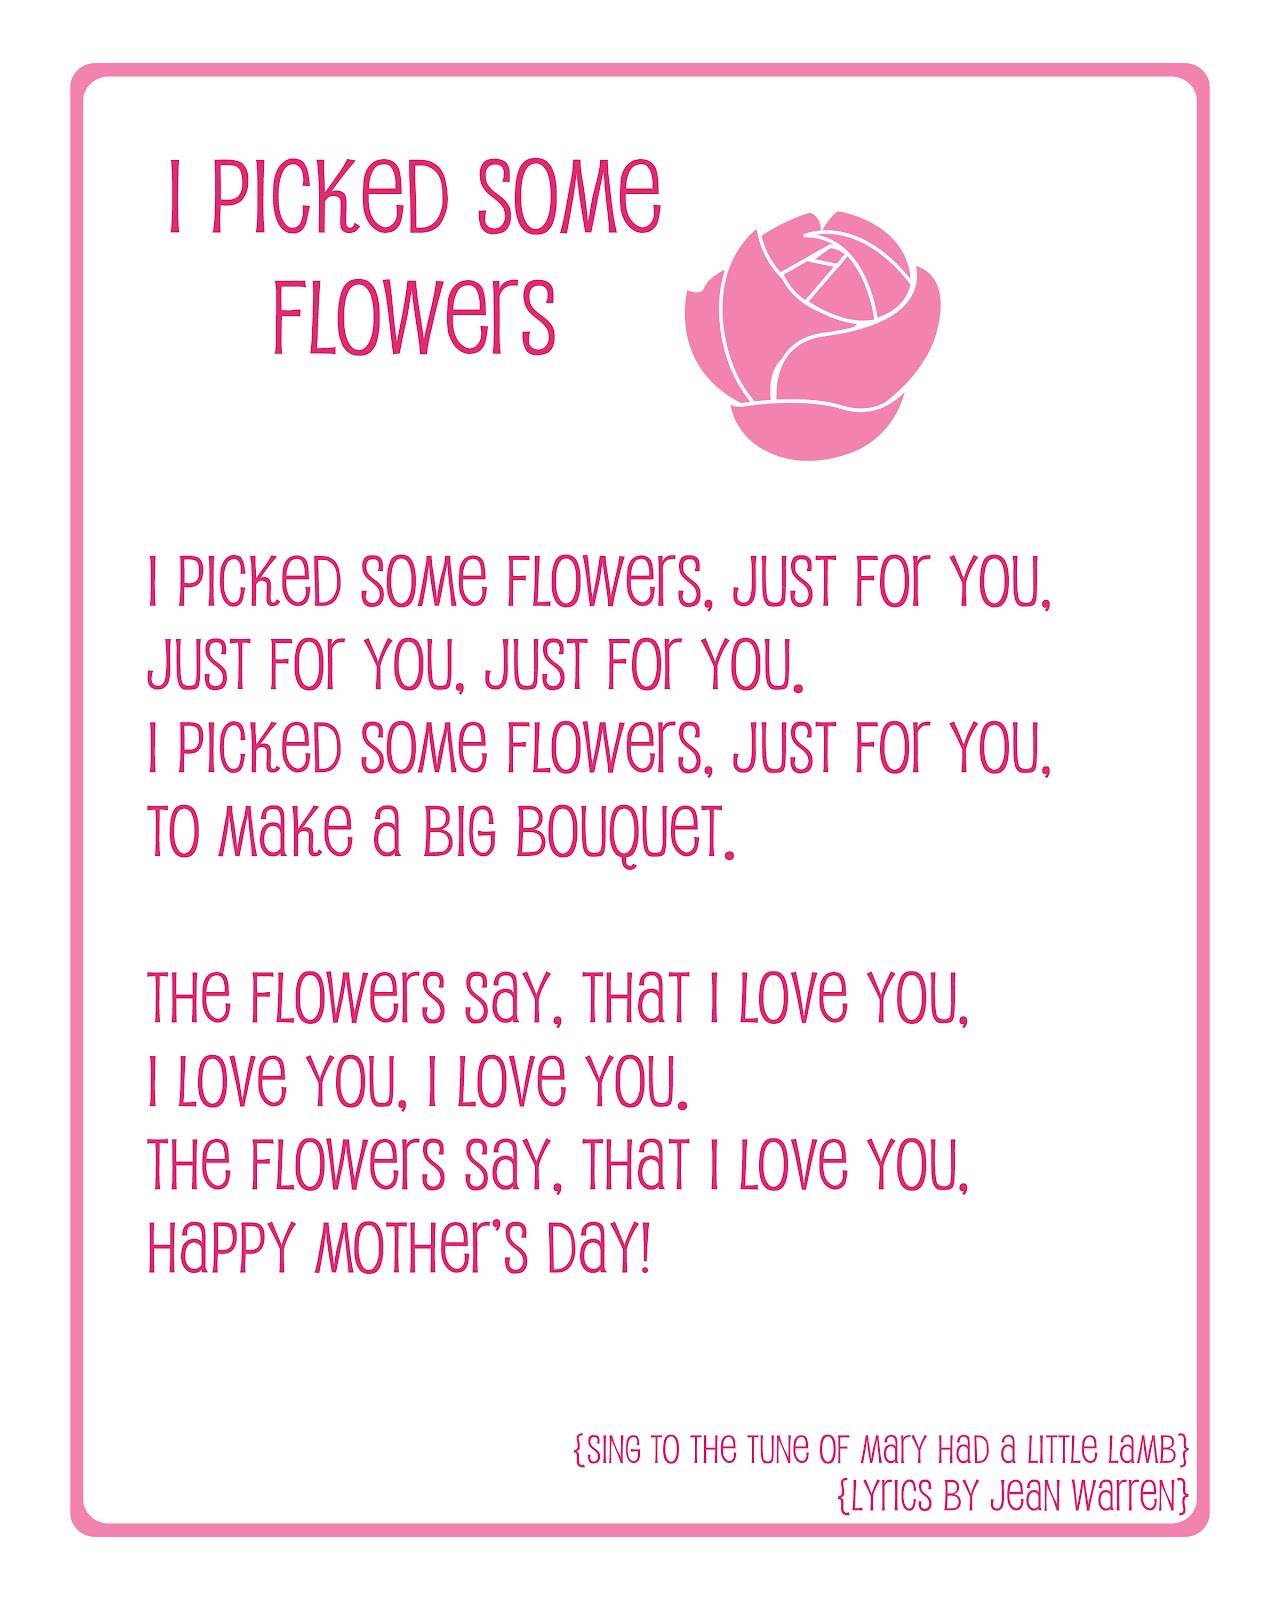 I PICKED SOME
FLOWERS
I PICKED SOME FLOWERS, JUST FOR YOU,
JUST FOR YOU, JUST FOR YOU.
I PICKED SOME FLOWERS, JUST FOR YOU,
TO MAKE A BIG BOUQUET.
THE FLOWERS SAY, THAT I LOVE YOU,
I LOVE YOU, I LOVE YOU.
THE FLOWERS SAY, THAT I LOVE YOU,
HAPPY MOTHER'S DAY!
{SING TO THE TUNE OF MARY HAD A LITTLE LAMB}
{LYRICS BY JEAN WARREN}